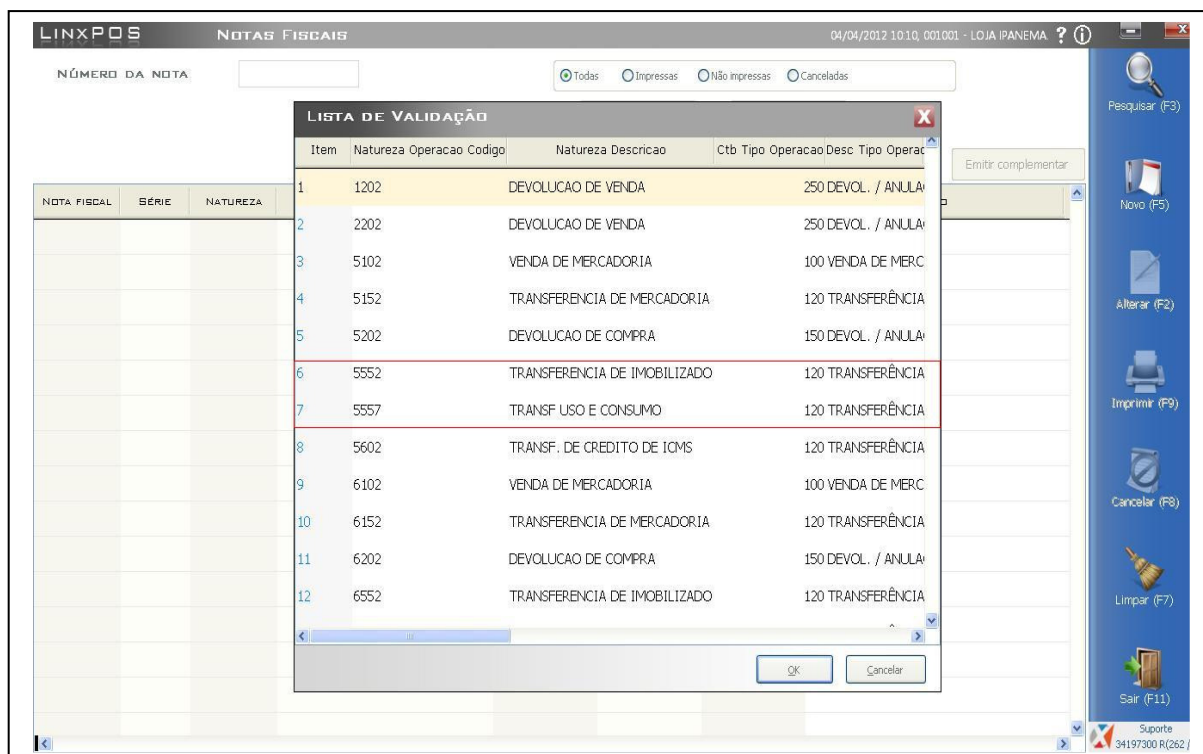 LINXPOS NOTAS FISCAIS 04/04/2012 10:10, 001001 - LOJA IPANEMA ?
NÚMERO DA NOTA Todas Impressas Não impressas Canceladas
Pesquisar (F3)
LISTA DE VALIDAÇÃO X
Item Natureza Operacao Codigo Natureza Descricao Ctb Tipo Operacao Desc Tipo Operac
Emitir complementar
1 1202 DEVOLUCAO DE VENDA 250 DEVOL. / ANULA
NOTA FISCAL SÉRIE NATUREZA
Novo (F5)
2 2202 DEVOLUCAO DE VENDA 250 DEVOL. / ANULA
3 5102 VENDA DE MERCADORIA 100 VENDA DE MERC
4 5152 TRANSFERENCIA DE MERCADORIA 120 TRANSFERÊNCIA
Alterar (F2)
5 5202 DEVOLUCAO DE COMPRA 150 DEVOL. / ANULA
6 5552 TRANSFERENCIA DE IMOBILIZADO 120 TRANSFERÊNCIA
7 5557 TRANSF USO E CONSUMO 120 TRANSFERÊNCIA
Imprimir (F9)
8 5602 TRANSF. DE CREDITO DE ICMS 120 TRANSFERÊNCIA
9 6102 VENDA DE MERCADORIA 100 VENDA DE MERC
Cancelar (F8)
10 6152 TRANSFERENCIA DE MERCADORIA 120 TRANSFERÊNCIA
11 6202 DEVOLUCAO DE COMPRA 150 DEVOL. / ANULA
12 6552 TRANSFERENCIA DE IMOBILIZADO 120 TRANSFERÊNCIA
Limpar (F7)
OK Cancelar
Sair (F11)
Suporte
34197300 R(262 /